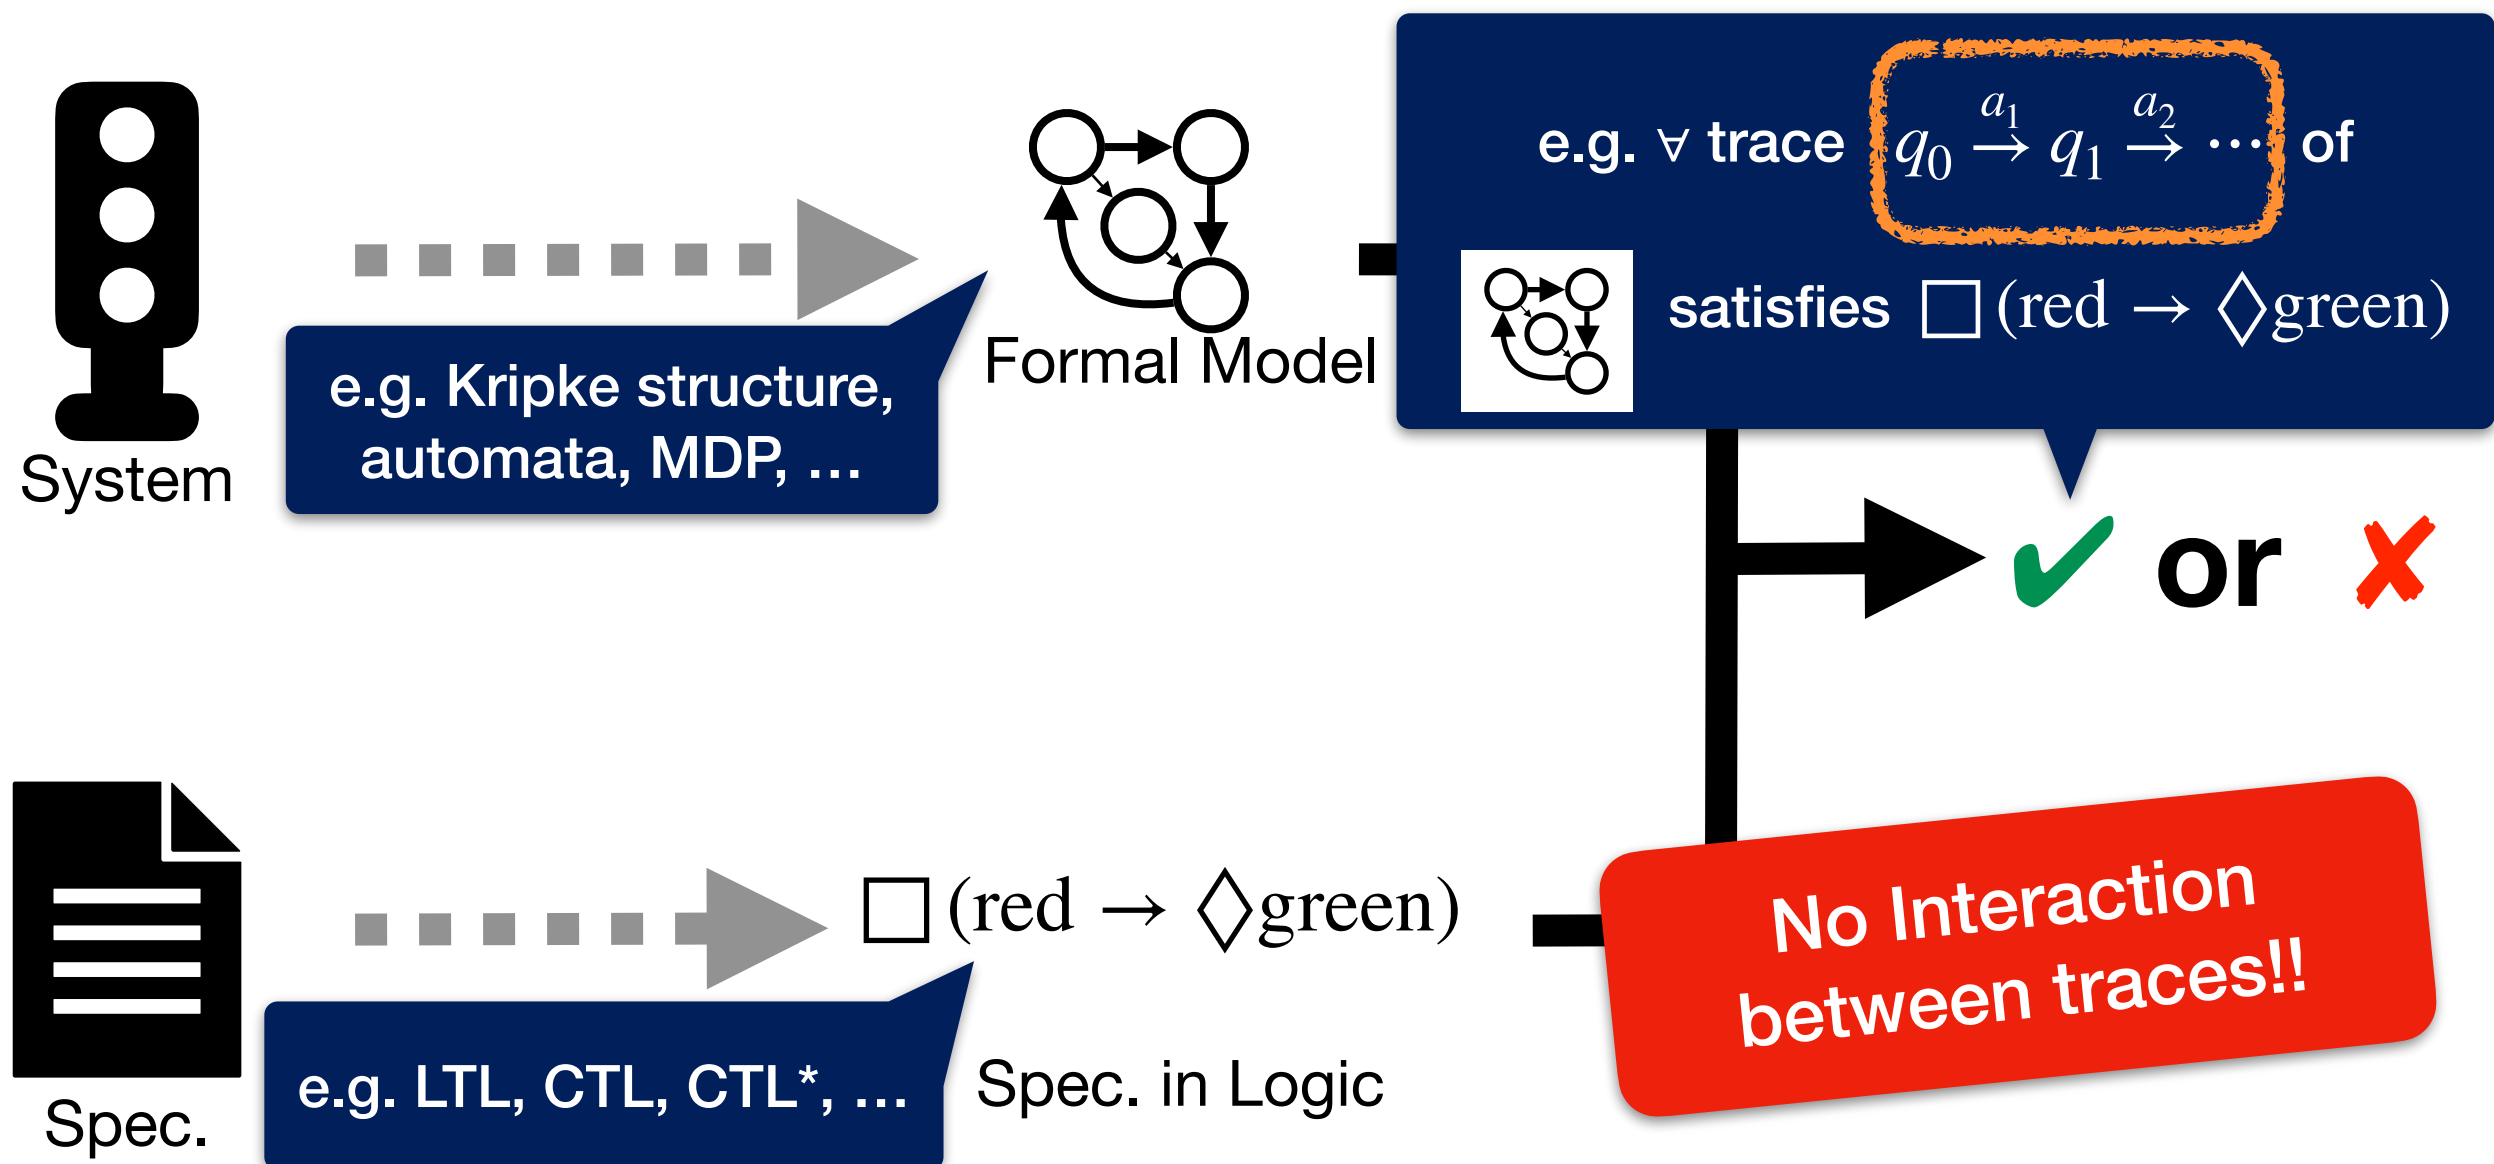 System
e.g. Kripke structure,
automata, MDP, ...
Formal Model
e.g. ∀ trace q₀ →a₁ q₁ →a₂ ⋯ of
satisfies □ (red → ◇green)
✔ or ✘
Spec.
□ (red → ◇green)
e.g. LTL, CTL, CTL*, ...
Spec. in Logic
No Interaction
between traces!!